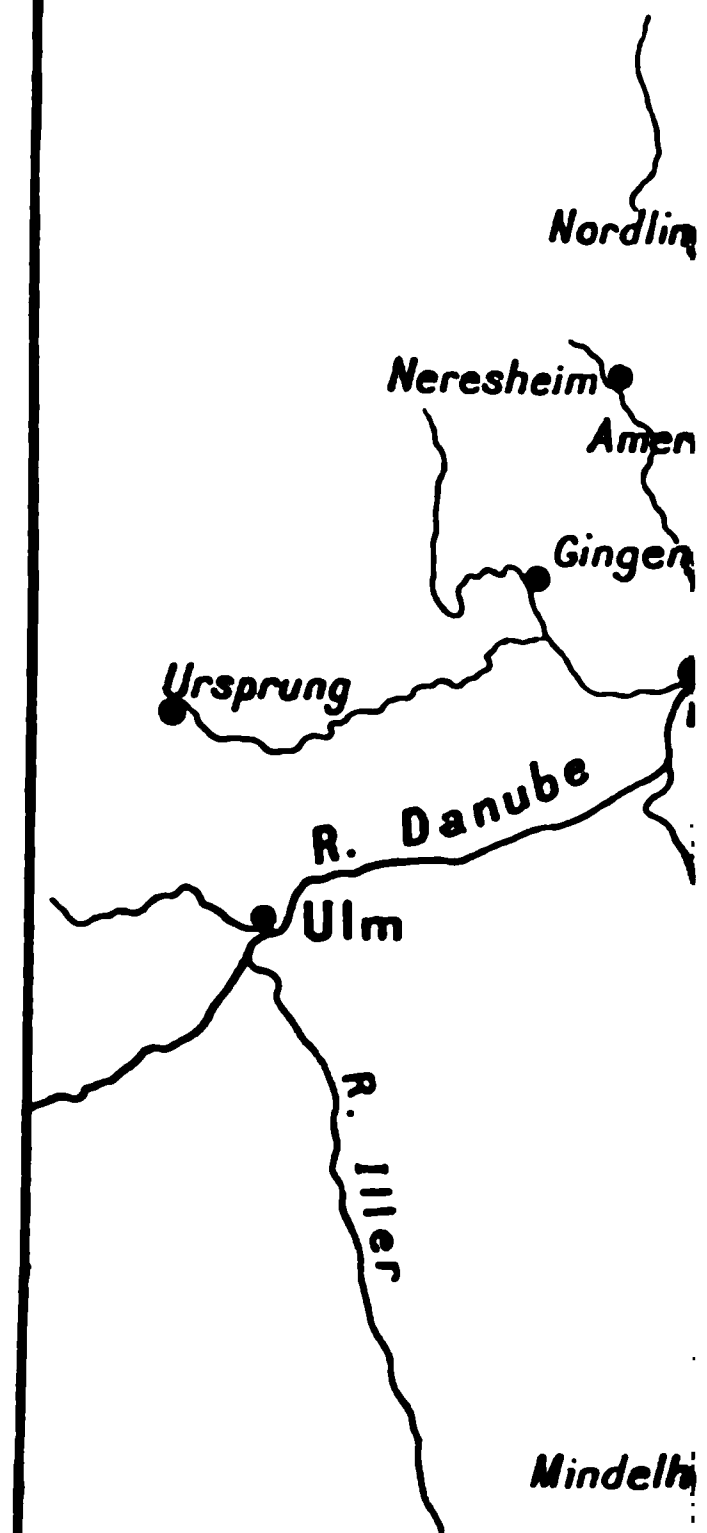 Nordlin
Neresheim
Amen
Gingen
Ursprung
R. Danube
Ulm
R. Iller
Mindelh